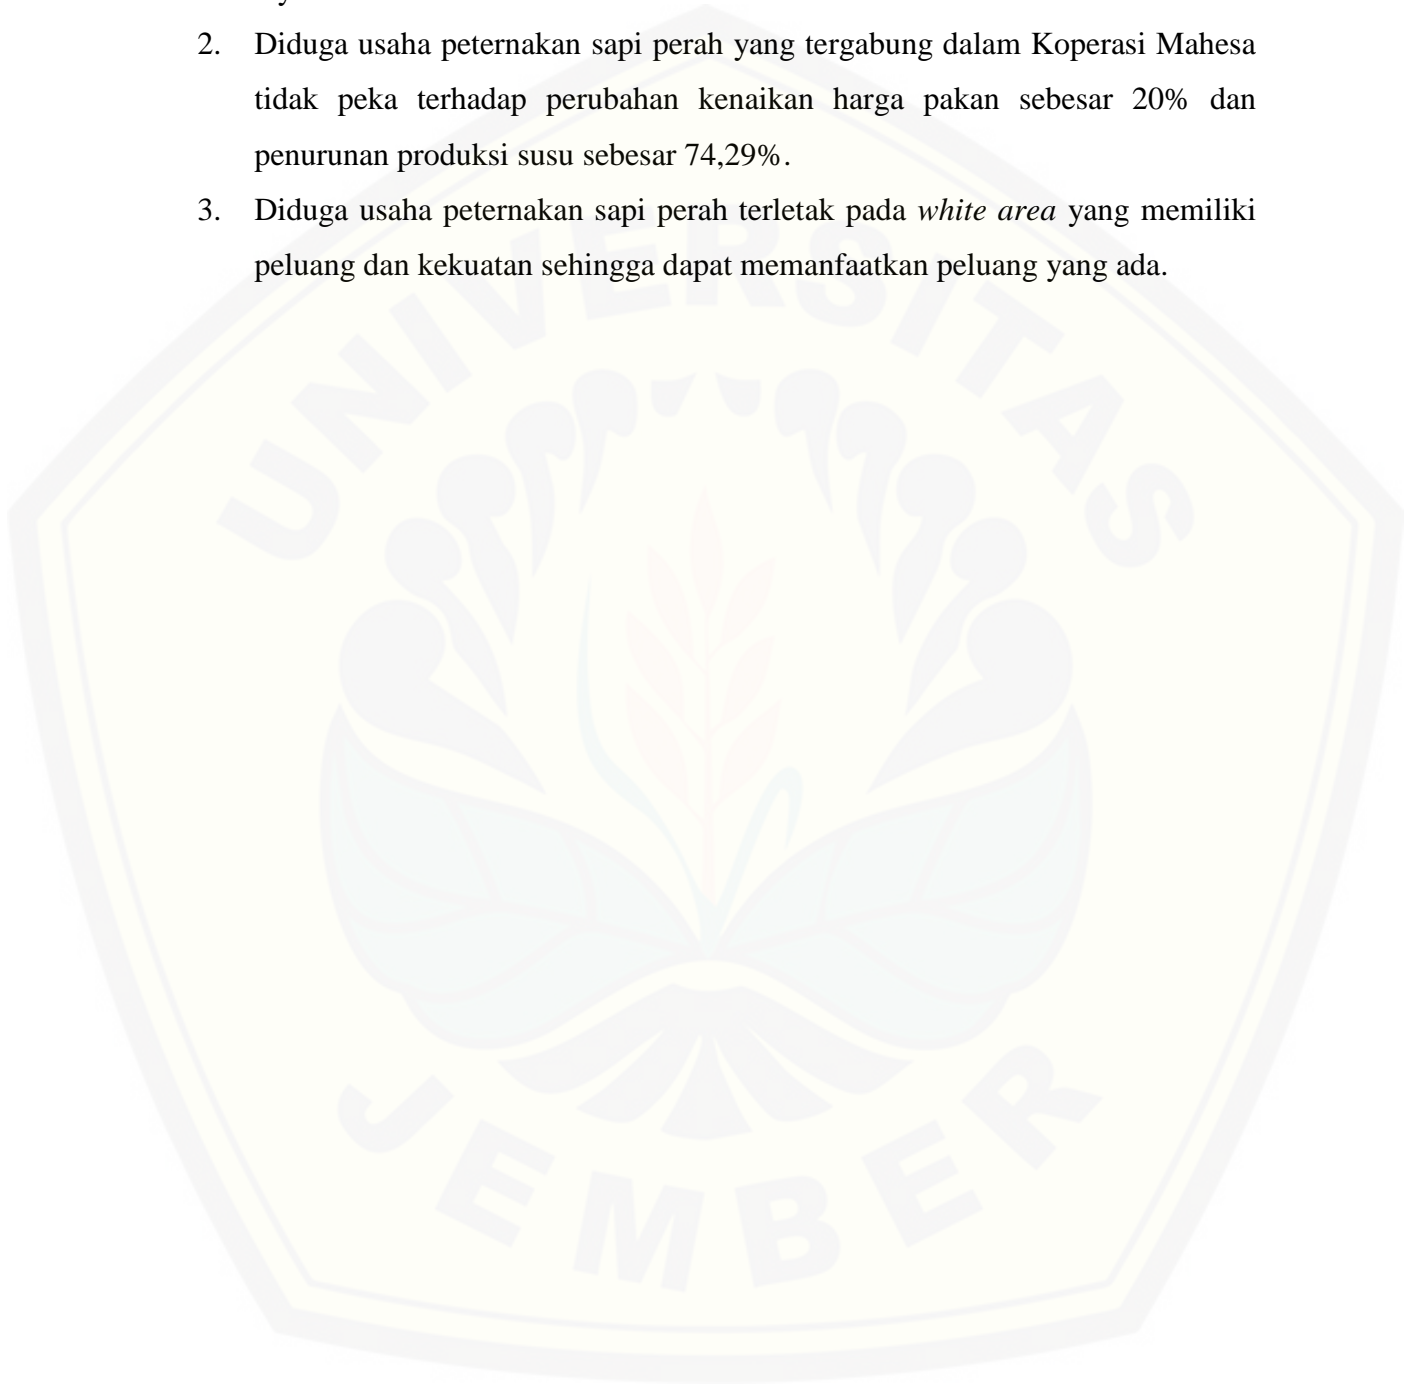 2. Diduga usaha peternakan sapi perah yang tergabung dalam Koperasi Mahesa
tidak peka terhadap perubahan kenaikan harga pakan sebesar 20% dan
penurunan produksi susu sebesar 74,29%.
3. Diduga usaha peternakan sapi perah terletak pada white area yang memiliki
peluang dan kekuatan sehingga dapat memanfaatkan peluang yang ada.
UNIVERSITAS
JEMBER